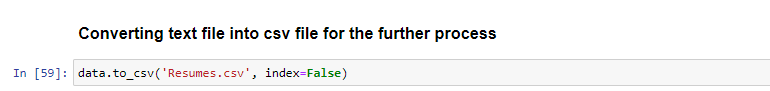 Converting text file into csv file for the further process
In [59]: data.to_csv('Resumes.csv', index=False)